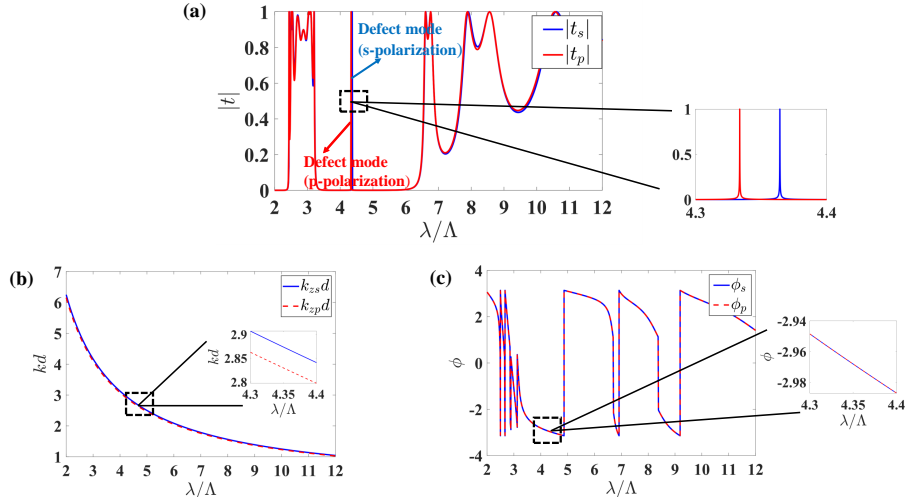 (a)
1
0.8
0.6
0.4
0.2
0
|t|
Defect mode
(s-polarization)
Defect mode
(p-polarization)
|t_s|
|t_p|
2 3 4 5 6 7 8 9 10 11 12
λ/Λ
1
0.5
0
4.3 4.4
(b)
7
6
5
4
3
2
1
kd
k_{zs}d
k_{zp}d
2.9
2.85
2.8
kd
4.3 4.35 4.4
λ/Λ
2 3 4 5 6 7 8 9 10 11 12
λ/Λ
(c)
4
2
0
-2
-4
ϕ
ϕ_s
ϕ_p
2 3 4 5 6 7 8 9 10 11 12
λ/Λ
-2.94
-2.96
-2.98
ϕ
4.3 4.35 4.4
λ/Λ